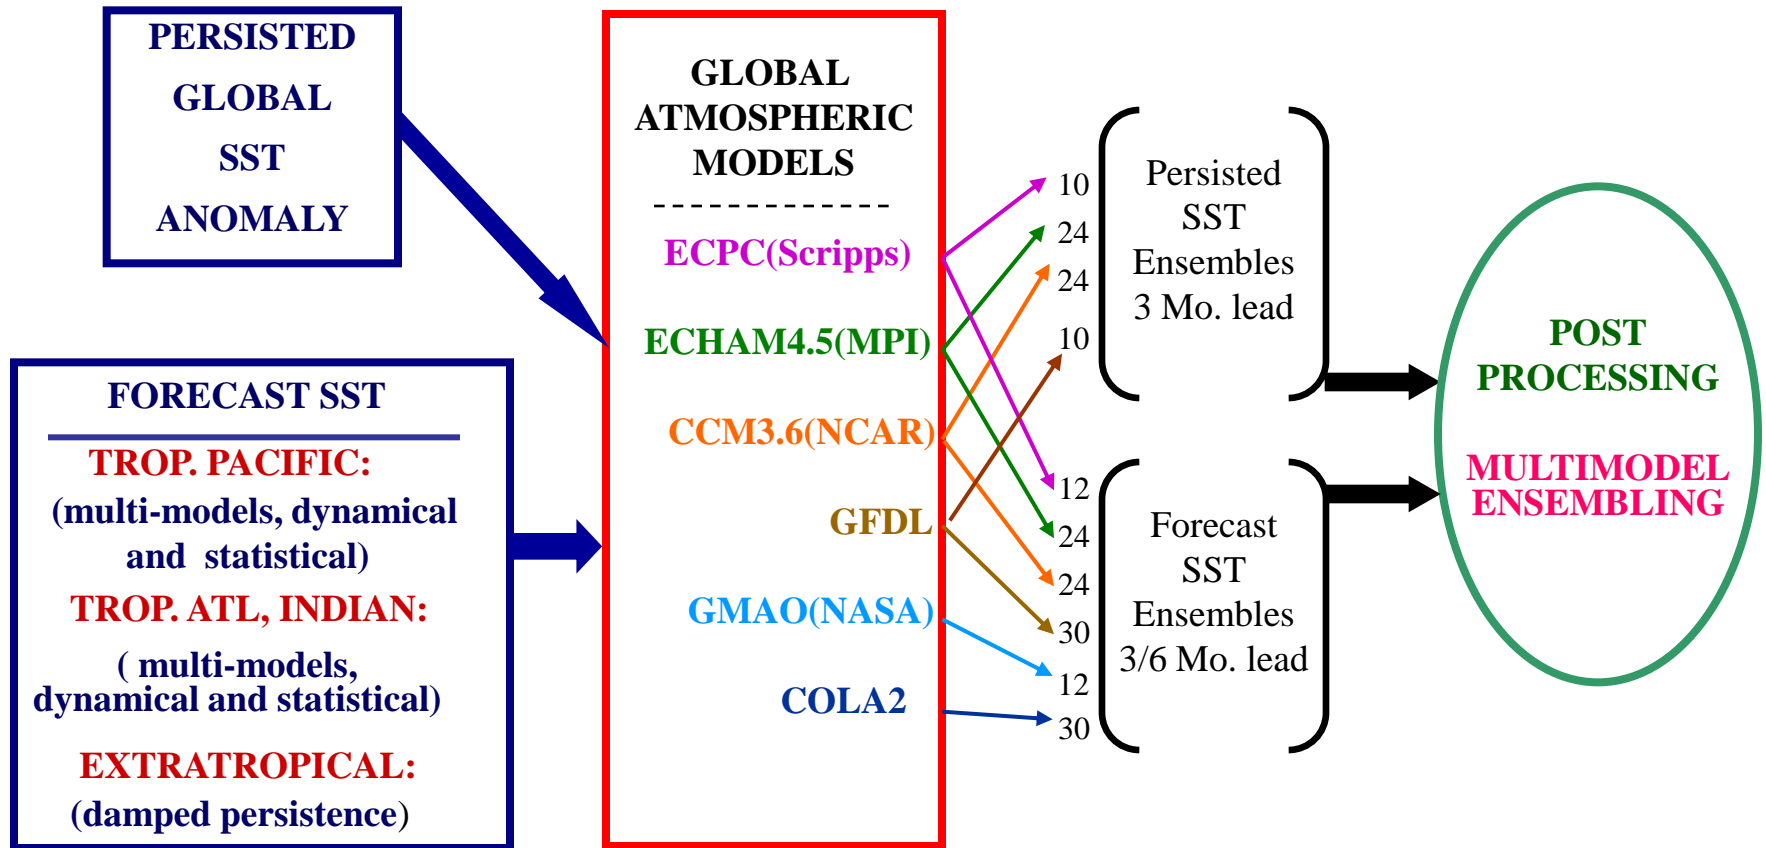 PERSISTED
GLOBAL
SST
ANOMALY
FORECAST SST
TROP. PACIFIC:
(multi-models, dynamical
and statistical)
TROP. ATL, INDIAN:
( multi-models,
dynamical and statistical)
EXTRATROPICAL:
(damped persistence)
GLOBAL
ATMOSPHERIC
MODELS
ECPC(Scripps)
ECHAM4.5(MPI)
CCM3.6(NCAR)
GFDL
GMAO(NASA)
COLA2
10
24
24
10
Persisted
SST
Ensembles
3 Mo. lead
12
24
24
30
12
30
Forecast
SST
Ensembles
3/6 Mo. lead
POST
PROCESSING
MULTIMODEL
ENSEMBLING